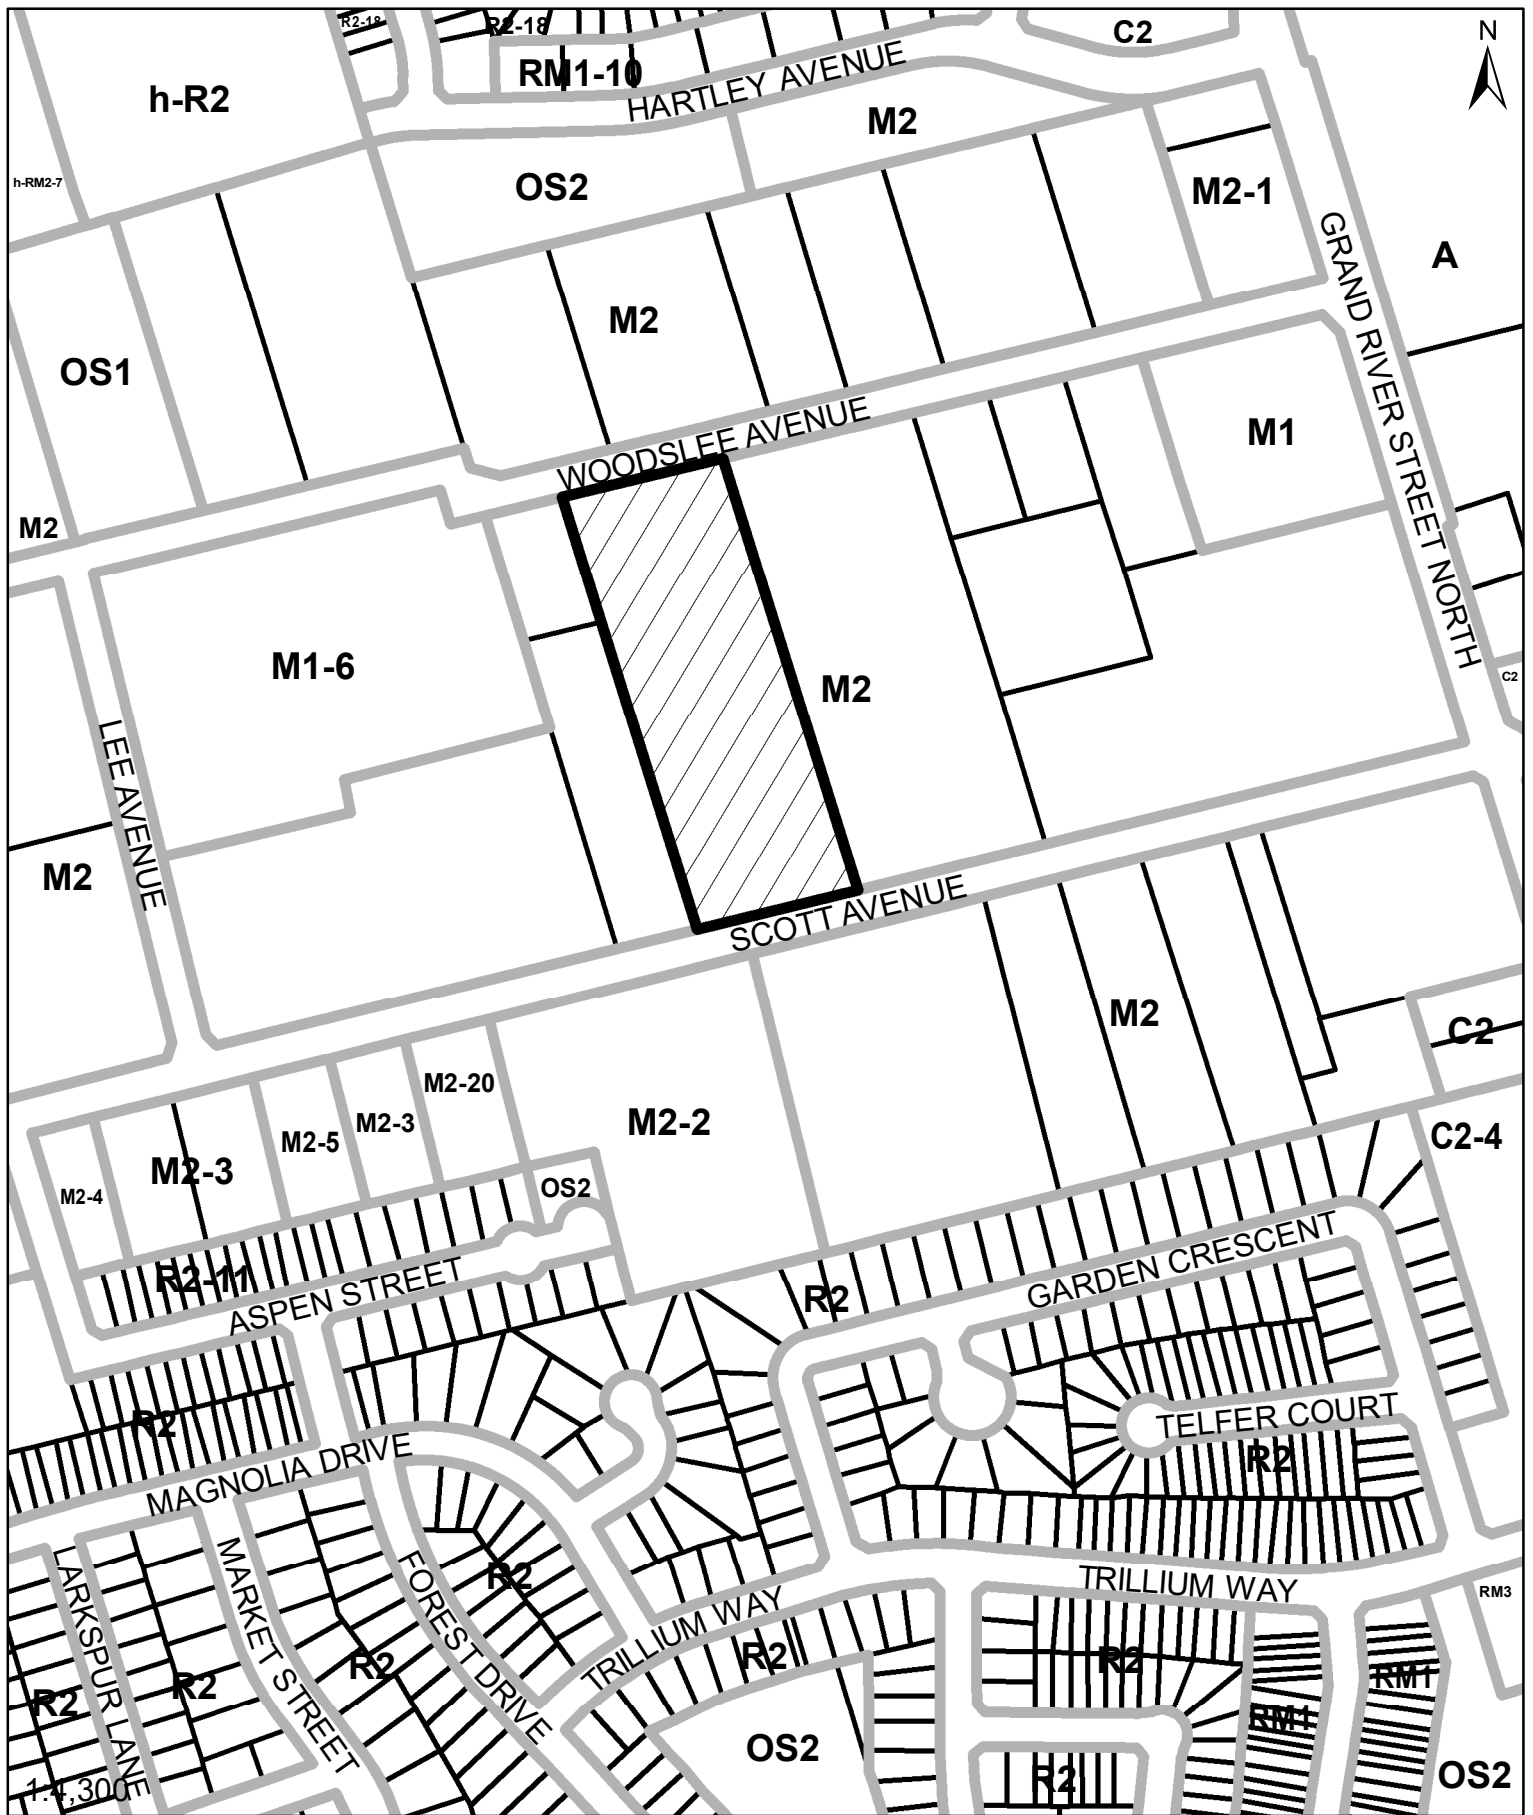 R2-18
R2-18
C2
N
RM1-10
h-R2
HARTLEY AVENUE
M2
h-RM2-7
OS2
M2-1
A
GRAND RIVER STREET NORTH
M2
OS1
WOODSLEE AVENUE
M1
M2
M1-6
M2
C2
LEE AVENUE
M2
SCOTT AVENUE
M2
C2
M2-20
M2-3
M2-2
M2-5
C2-4
M2-3
M2-4
OS2
R2-11
ASPEN STREET
R2
GARDEN CRESCENT
R2
TELFER COURT
R2
MAGNOLIA DRIVE
LARKSPUR LANE
MARKET STREET
FOREST DRIVE
R2
TRILLIUM WAY
TRILLIUM WAY
RM3
R2
R2
R2
R2
R2
RM1
RM1
OS2
R2
OS2
1:4,300